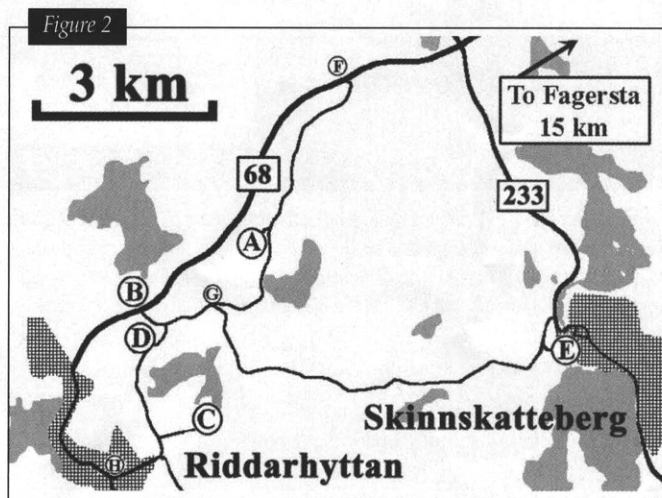 Figure 2
3 km
F
To Fagersta
15 km
68
233
A
B
G
D
E
C
Skinnskatteberg
H
Riddarhyttan